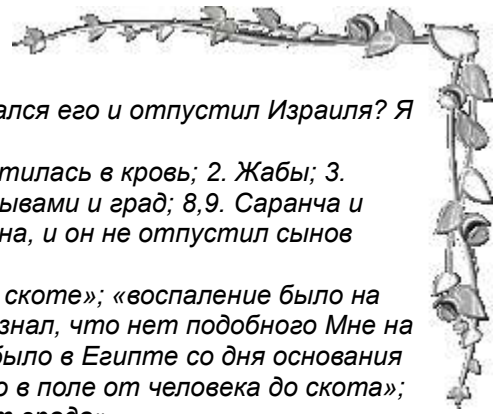 ался его и отпустил Израиля? Я
тилась в кровь; 2. Жабы; 3.
ывами и град; 8,9. Саранча и
на, и он не отпустил сынов
скоте»; «воспаление было на
знал, что нет подобного Мне на
было в Египте со дня основания
о в поле от человека до скота»;